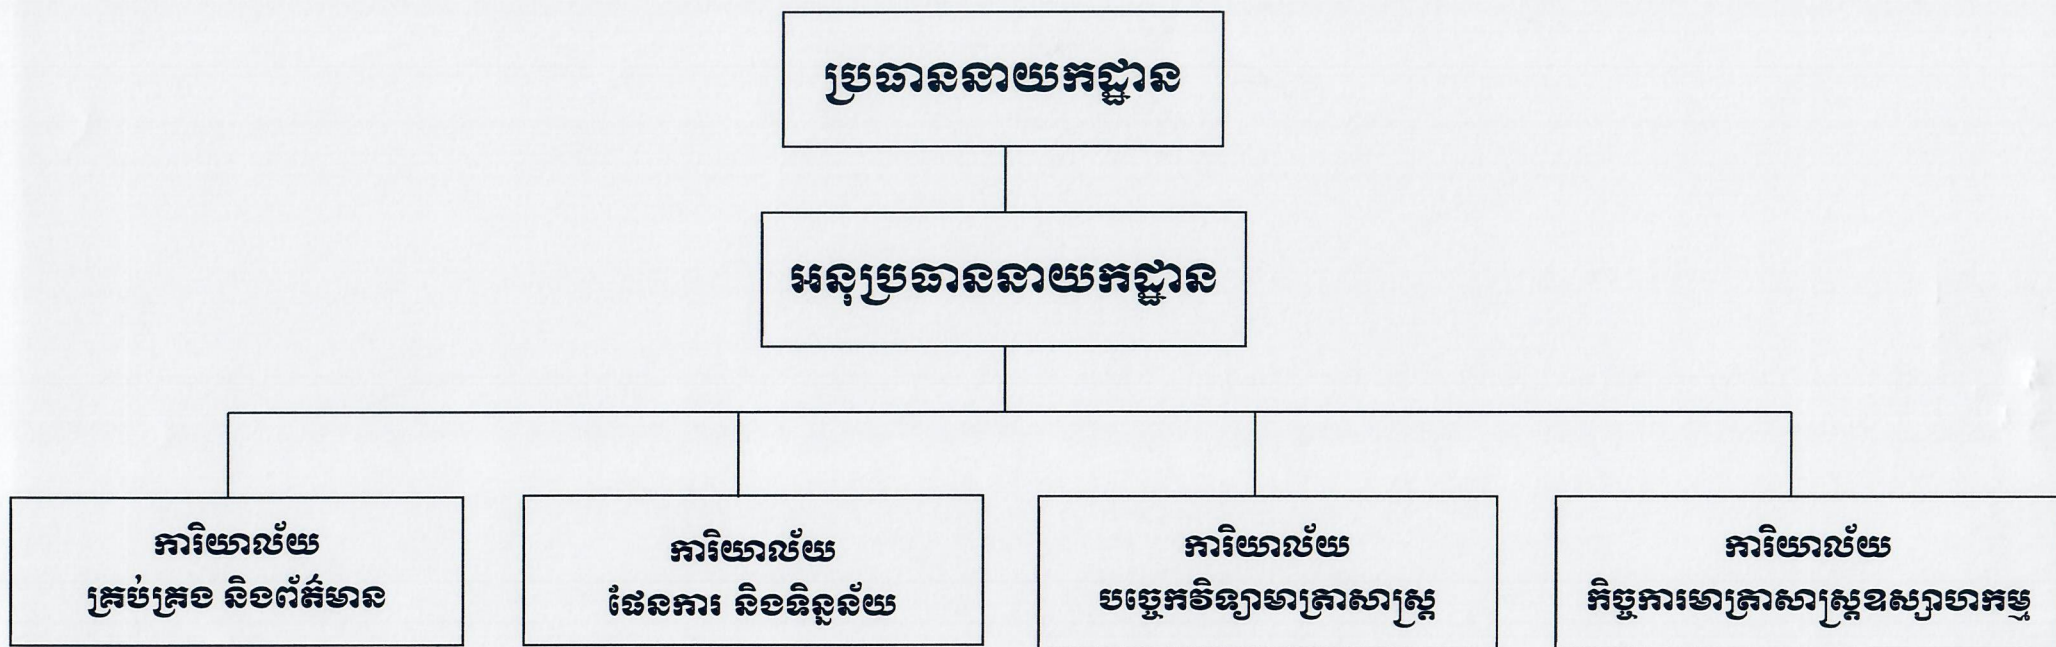 ប្រធាននាយកដ្ឋាន
អនុប្រធាននាយកដ្ឋាន
ការិយាល័យ
គ្រប់គ្រង និងព័ត៌មាន
ការិយាល័យ
ផែនការ និងទិន្នន័យ
ការិយាល័យ
បច្ចេកវិទ្យាមាត្រាសាស្ត្រ
ការិយាល័យ
កិច្ចការមាត្រាសាស្ត្រឧស្សាហកម្ម